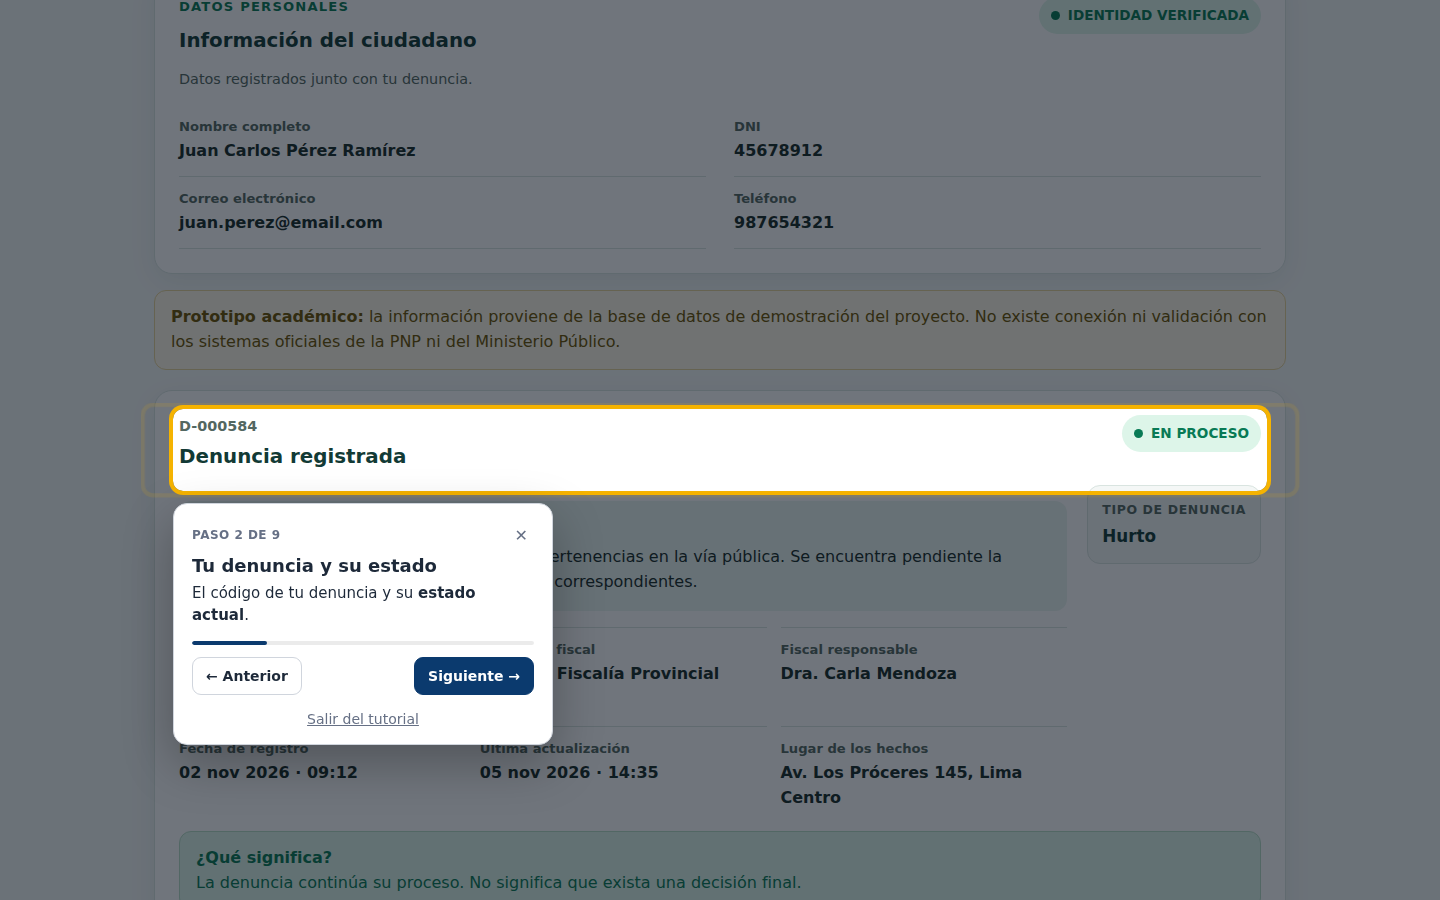 DATOS PERSONALES
IDENTIDAD VERIFICADA
Información del ciudadano
Datos registrados junto con tu denuncia.
Nombre completo
Juan Carlos Pérez Ramírez
DNI
45678912
Correo electrónico
juan.perez@email.com
Teléfono
987654321
Prototipo académico: la información proviene de la base de datos de demostración del proyecto. No existe conexión ni validación con
los sistemas oficiales de la PNP ni del Ministerio Público.
D-000584
Denuncia registrada
EN PROCESO
TIPO DE DENUNCIA
Hurto
PASO 2 DE 9
✕
Tu denuncia y su estado
El código de tu denuncia y su estado
actual.
← Anterior
Siguiente →
Salir del tutorial
ertenencias en la vía pública. Se encuentra pendiente la
correspondientes.
fiscal
Fiscalía Provincial
Fiscal responsable
Dra. Carla Mendoza
Fecha de registro
02 nov 2026 · 09:12
Última actualización
05 nov 2026 · 14:35
Lugar de los hechos
Av. Los Próceres 145, Lima
Centro
¿Qué significa?
La denuncia continúa su proceso. No significa que exista una decisión final.